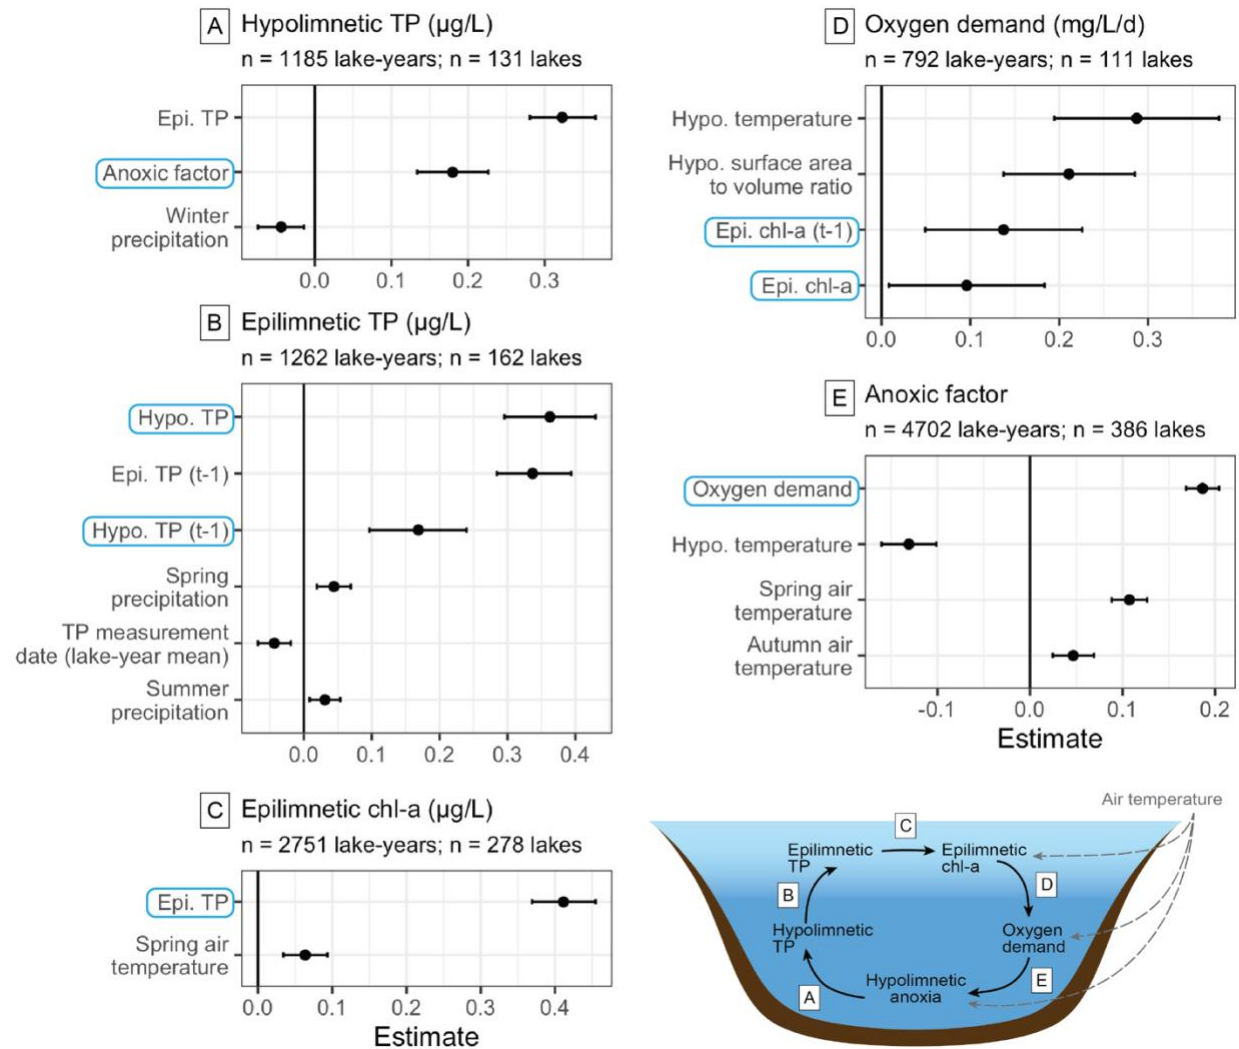 A Hypolimnetic TP (µg/L)
n = 1185 lake-years; n = 131 lakes
Epi. TP
Anoxic factor
Winter
precipitation
0.0 0.1 0.2 0.3
B Epilimnetic TP (µg/L)
n = 1262 lake-years; n = 162 lakes
Hypo. TP
Epi. TP (t-1)
Hypo. TP (t-1)
Spring
precipitation
TP measurement
date (lake-year mean)
Summer
precipitation
0.0 0.1 0.2 0.3 0.4
C Epilimnetic chl-a (µg/L)
n = 2751 lake-years; n = 278 lakes
Epi. TP
Spring air
temperature
0.0 0.1 0.2 0.3 0.4
Estimate
D Oxygen demand (mg/L/d)
n = 792 lake-years; n = 111 lakes
Hypo. temperature
Hypo. surface area
to volume ratio
Epi. chl-a (t-1)
Epi. chl-a
0.0 0.1 0.2 0.3
E Anoxic factor
n = 4702 lake-years; n = 386 lakes
Oxygen demand
Hypo. temperature
Spring air
temperature
Autumn air
temperature
-0.1 0.0 0.1 0.2
Estimate
Air temperature
C
Epilimnetic
TP
Epilimnetic
chl-a
B
D
Hypolimnetic
TP
Oxygen
demand
Hypolimnetic
anoxia
A
E